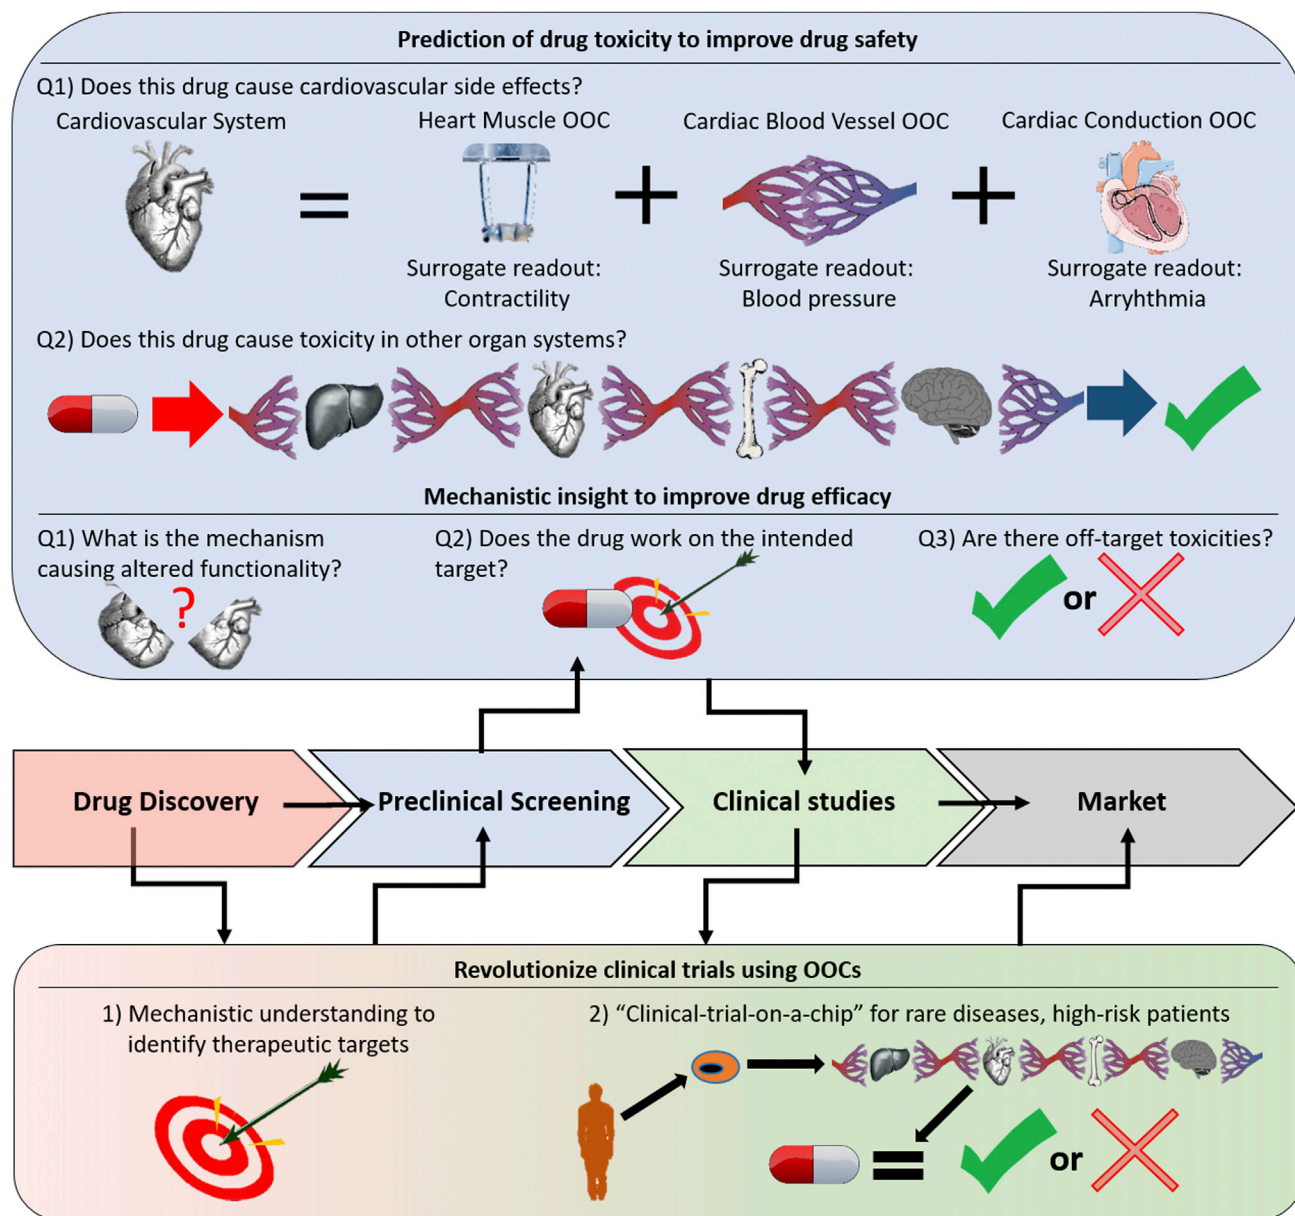 Prediction of drug toxicity to improve drug safety
Q1) Does this drug cause cardiovascular side effects?
Cardiovascular System
Heart Muscle OOC
Cardiac Blood Vessel OOC
Cardiac Conduction OOC
=
+
+
Surrogate readout:
Contractility
Surrogate readout:
Blood pressure
Surrogate readout:
Arryhthmia
Q2) Does this drug cause toxicity in other organ systems?
Mechanistic insight to improve drug efficacy
Q1) What is the mechanism
causing altered functionality?
?
Q2) Does the drug work on the intended
target?
Q3) Are there off-target toxicities?
or
Drug Discovery
Preclinical Screening
Clinical studies
Market
Revolutionize clinical trials using OOCs
1) Mechanistic understanding to
identify therapeutic targets
2) “Clinical-trial-on-a-chip” for rare diseases, high-risk patients
=
or